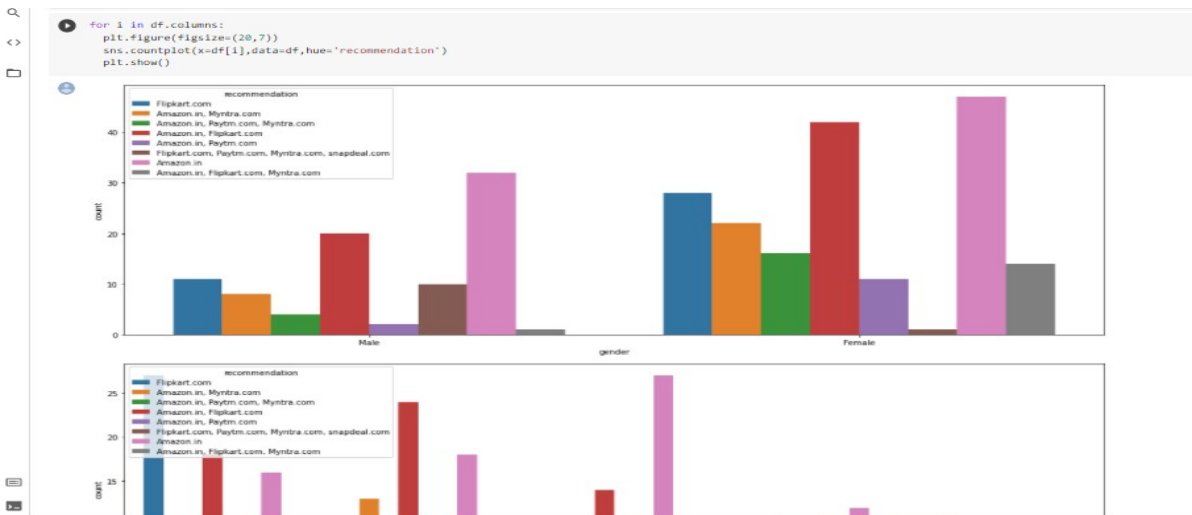 for i in df.columns:
plt.figure(figsize=(20,7))
sns.countplot(x=df[i],data=df,hue='recommendation')
plt.show()
recommendation
Flipkart.com
Amazon.in, Myntra.com
Amazon.in, Paytm.com, Myntra.com
Amazon.in, Flipkart.com
Amazon.in, Paytm.com
Flipkart.com, Paytm.com, Myntra.com, snapdeal.com
Amazon.in
Amazon.in, Flipkart.com, Myntra.com
40
30
20
10
0
count
Male
Female
gender
recommendation
Flipkart.com
Amazon.in, Myntra.com
Amazon.in, Paytm.com, Myntra.com
Amazon.in, Flipkart.com
Amazon.in, Paytm.com
Flipkart.com, Paytm.com, Myntra.com, snapdeal.com
Amazon.in
Amazon.in, Flipkart.com, Myntra.com
25
20
15
count